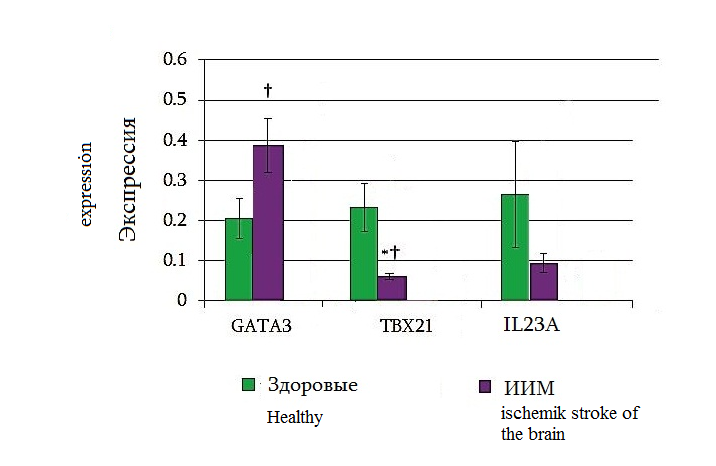 0.6
0.5
0.4
0.3
0.2
0.1
0
expressiòn
Экспрессия
†
*†
GATA3
TBX21
IL23A
Здоровые
Healthy
ИИМ
ischemik stroke of
the brain